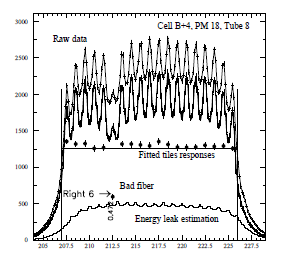 Cell B+4, PM 18, Tube 8
Raw data
3000
2500
2000
1500
1000
500
0
Fitted tiles responses
Bad fiber
Right 6
Energy leak estimation
205 207.5 210 212.5 215 217.5 220 222.5 225 227.5